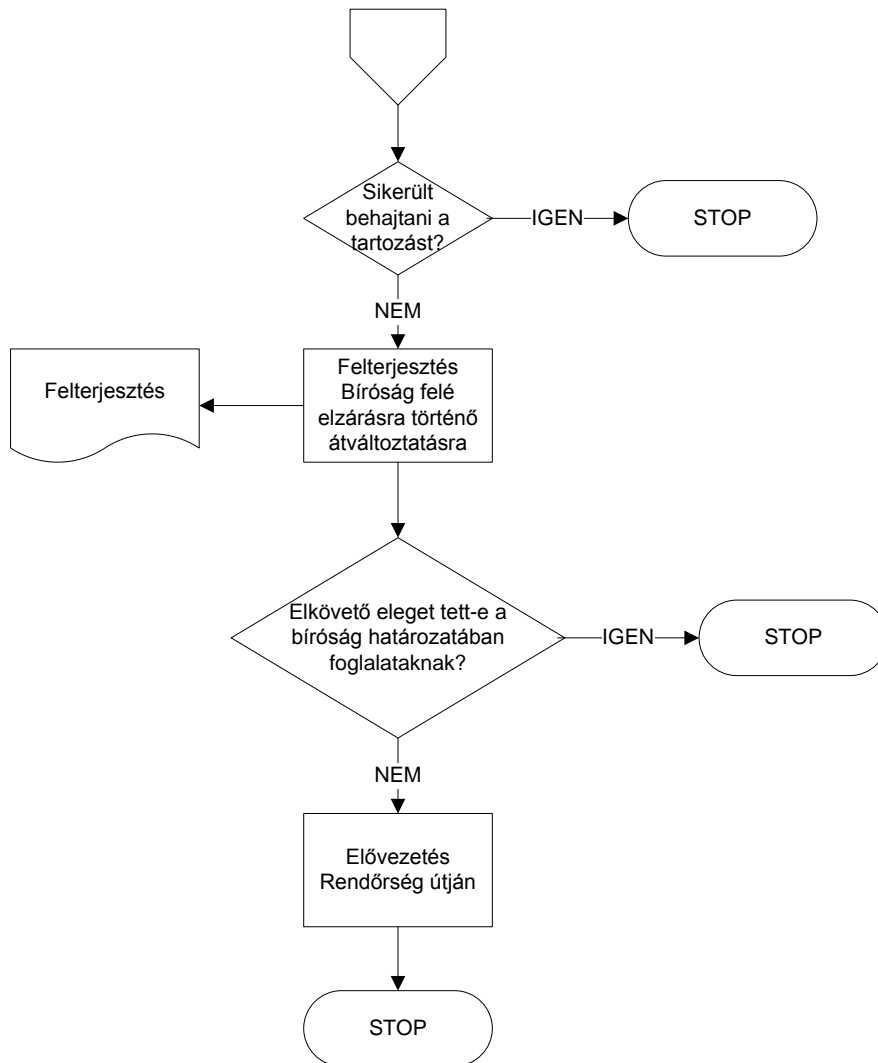 Sikerült
behajtani a
tartozást?
IGEN
STOP
NEM
Felterjesztés
Felterjesztés
Bíróság felé
elzárásra történő
átváltoztatásra
Elkövető eleget tett-e a
bíróság határozatában
foglalataknak?
IGEN
STOP
NEM
Elővezetés
Rendőrség útján
STOP